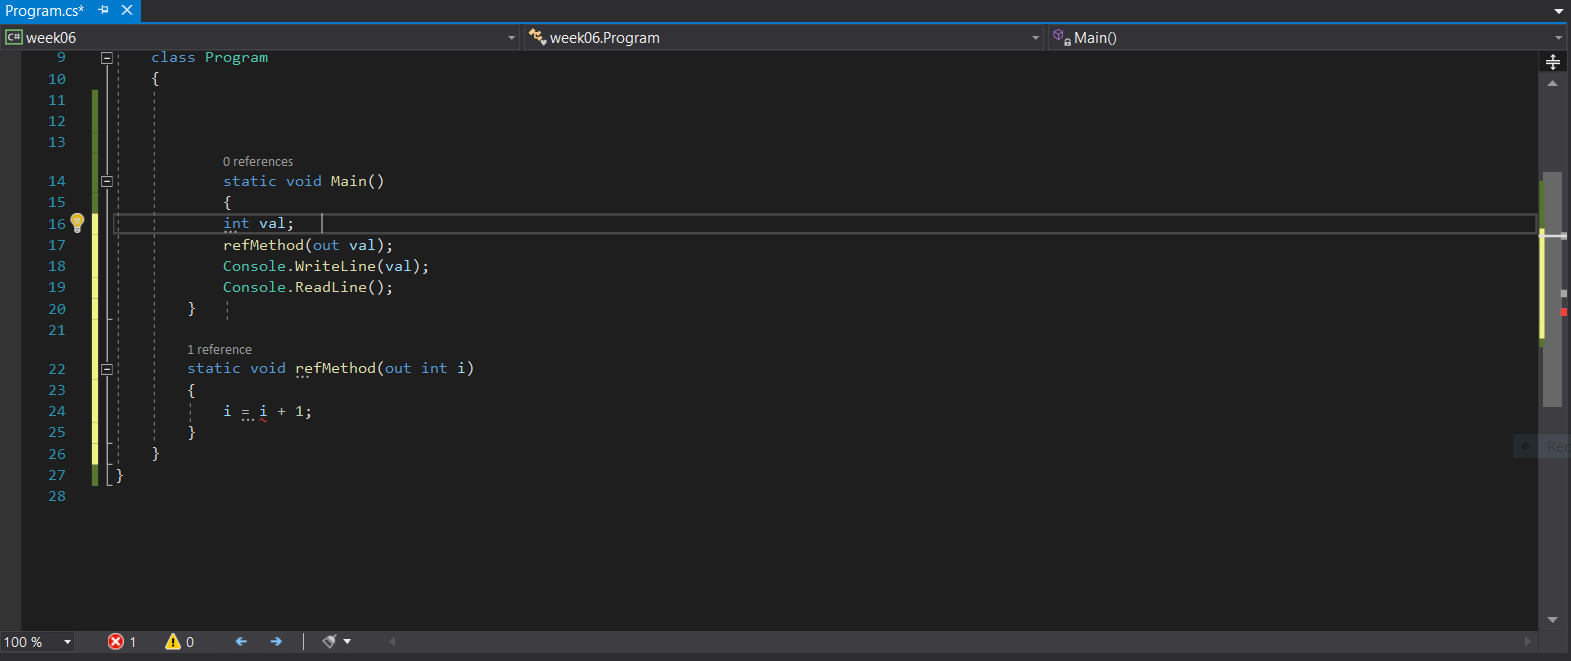 Program.cs*
week06 week06.Program Main()
9 class Program
10 {
11
12
13
0 references
14 static void Main()
15 {
16 int val;
17 refMethod(out val);
18 Console.WriteLine(val);
19 Console.ReadLine();
20 }
21
1 reference
22 static void refMethod(out int i)
23 {
24 i = i + 1;
25 }
26 }
27 }
28
100 % 1 0